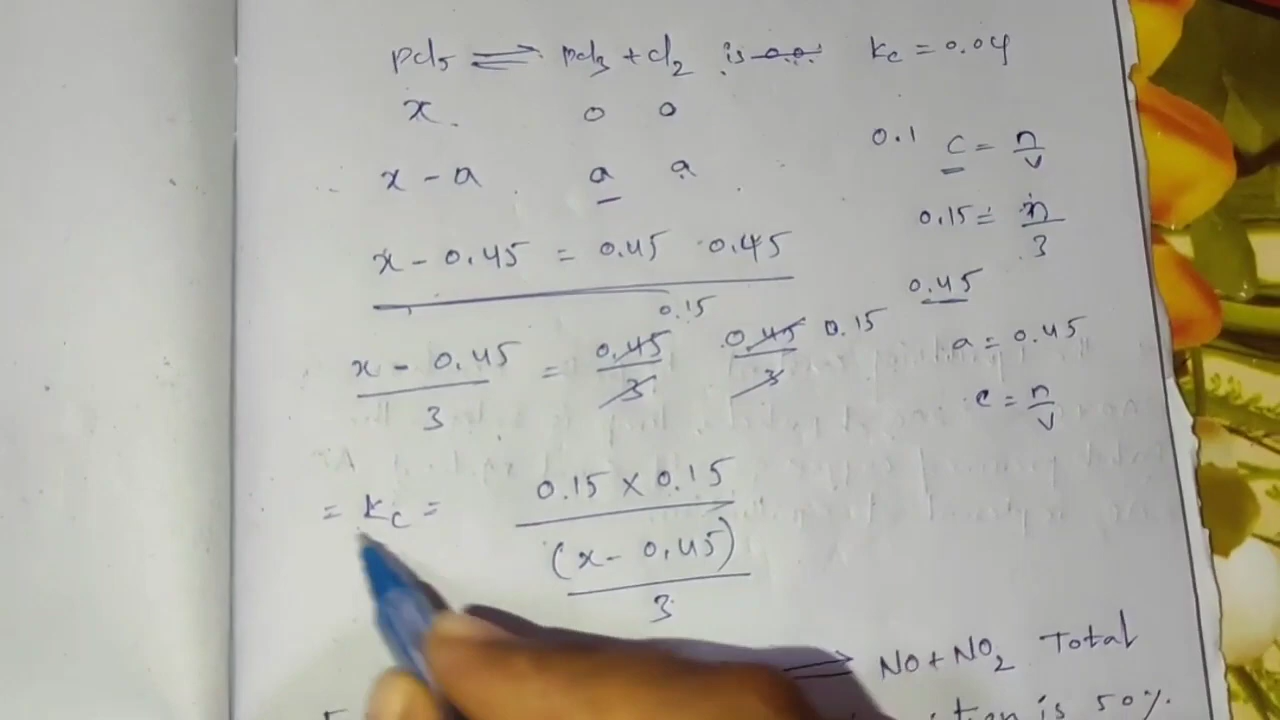 pcl5 ⇌ pcl3 + cl2 is 0.0. Kc = 0.04
x 0 0
0.1 c = n/v
x - a a a
0.15 = n/3
x - 0.45 = 0.45 0.45
0.45
0.15
x - 0.45 / 3 = 0.45/3 0.45/3 0.15
a = 0.45
c = n/v
= Kc = 0.15 x 0.15 / (x - 0.45) / 3
⇌ NO + NO2 Total
is 50%.